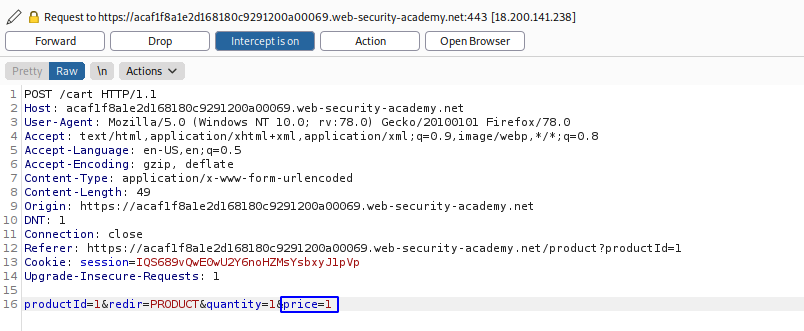 Request to https://acaf1f8a1e2d168180c9291200a00069.web-security-academy.net:443 [18.200.141.238]
Forward Drop Intercept is on Action Open Browser
Pretty Raw \n Actions
1 POST /cart HTTP/1.1
2 Host: acaf1f8a1e2d168180c9291200a00069.web-security-academy.net
3 User-Agent: Mozilla/5.0 (Windows NT 10.0; rv:78.0) Gecko/20100101 Firefox/78.0
4 Accept: text/html,application/xhtml+xml,application/xml;q=0.9,image/webp,*/*;q=0.8
5 Accept-Language: en-US,en;q=0.5
6 Accept-Encoding: gzip, deflate
7 Content-Type: application/x-www-form-urlencoded
8 Content-Length: 49
9 Origin: https://acaf1f8a1e2d168180c9291200a00069.web-security-academy.net
10 DNT: 1
11 Connection: close
12 Referer: https://acaf1f8a1e2d168180c9291200a00069.web-security-academy.net/product?productId=1
13 Cookie: session=IQS689vQwE0wU2Y6noHZMsYsbxyJ1pVp
14 Upgrade-Insecure-Requests: 1
15
16 productId=1&redir=PRODUCT&quantity=1&price=1